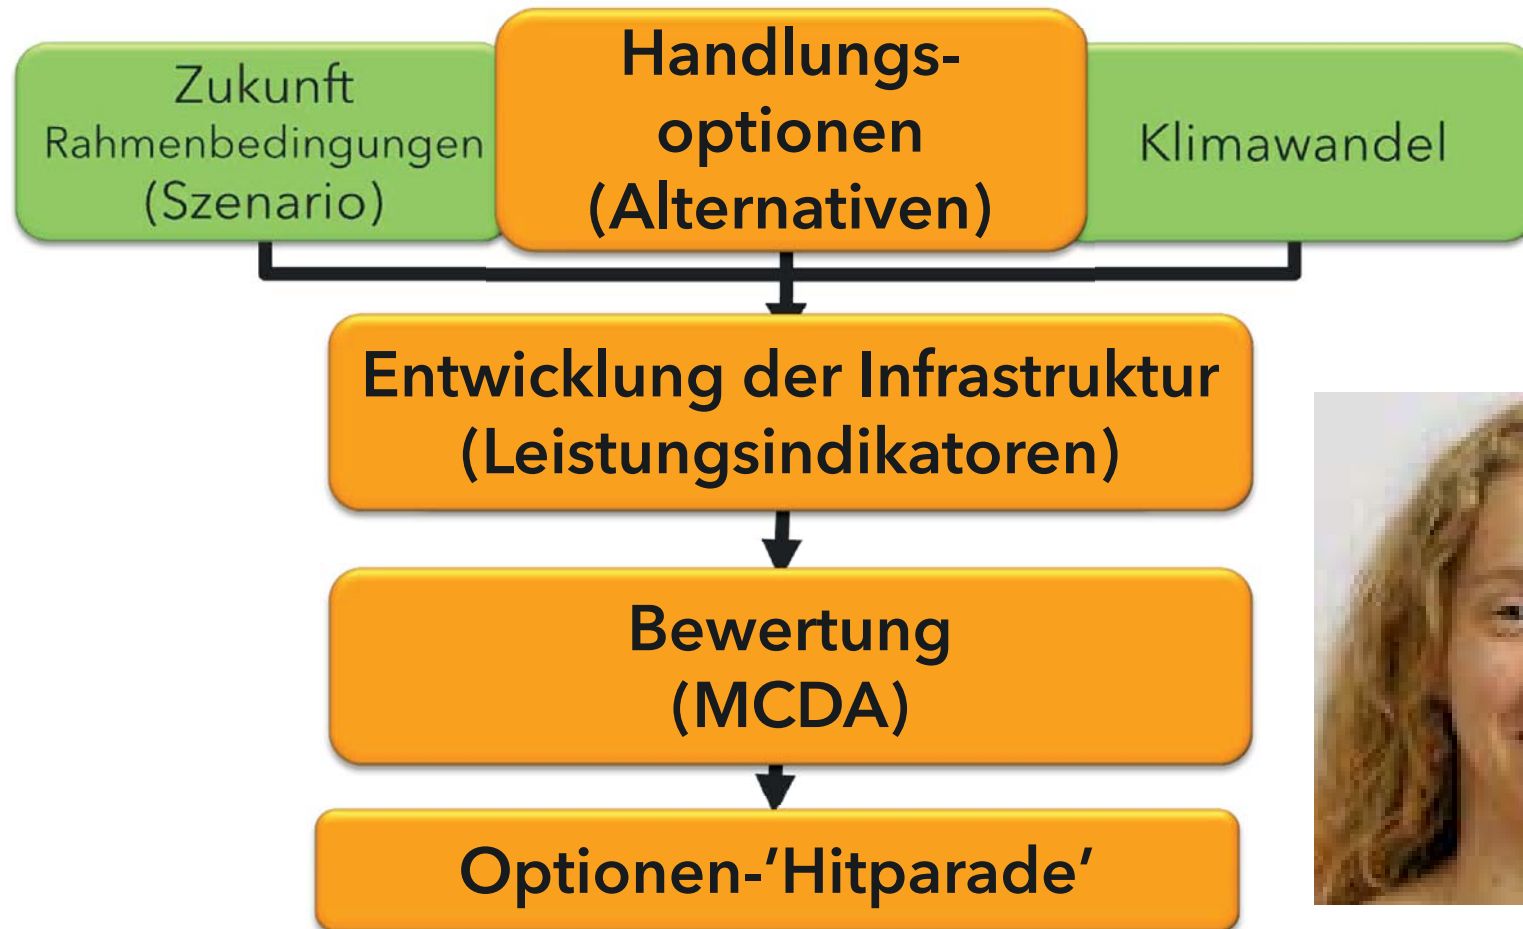 Zukunft
Rahmenbedingungen
(Szenario)
Handlungs-
optionen
(Alternativen)
Klimawandel
Entwicklung der Infrastruktur
(Leistungsindikatoren)
Bewertung
(MCDA)
Optionen-’Hitparade’